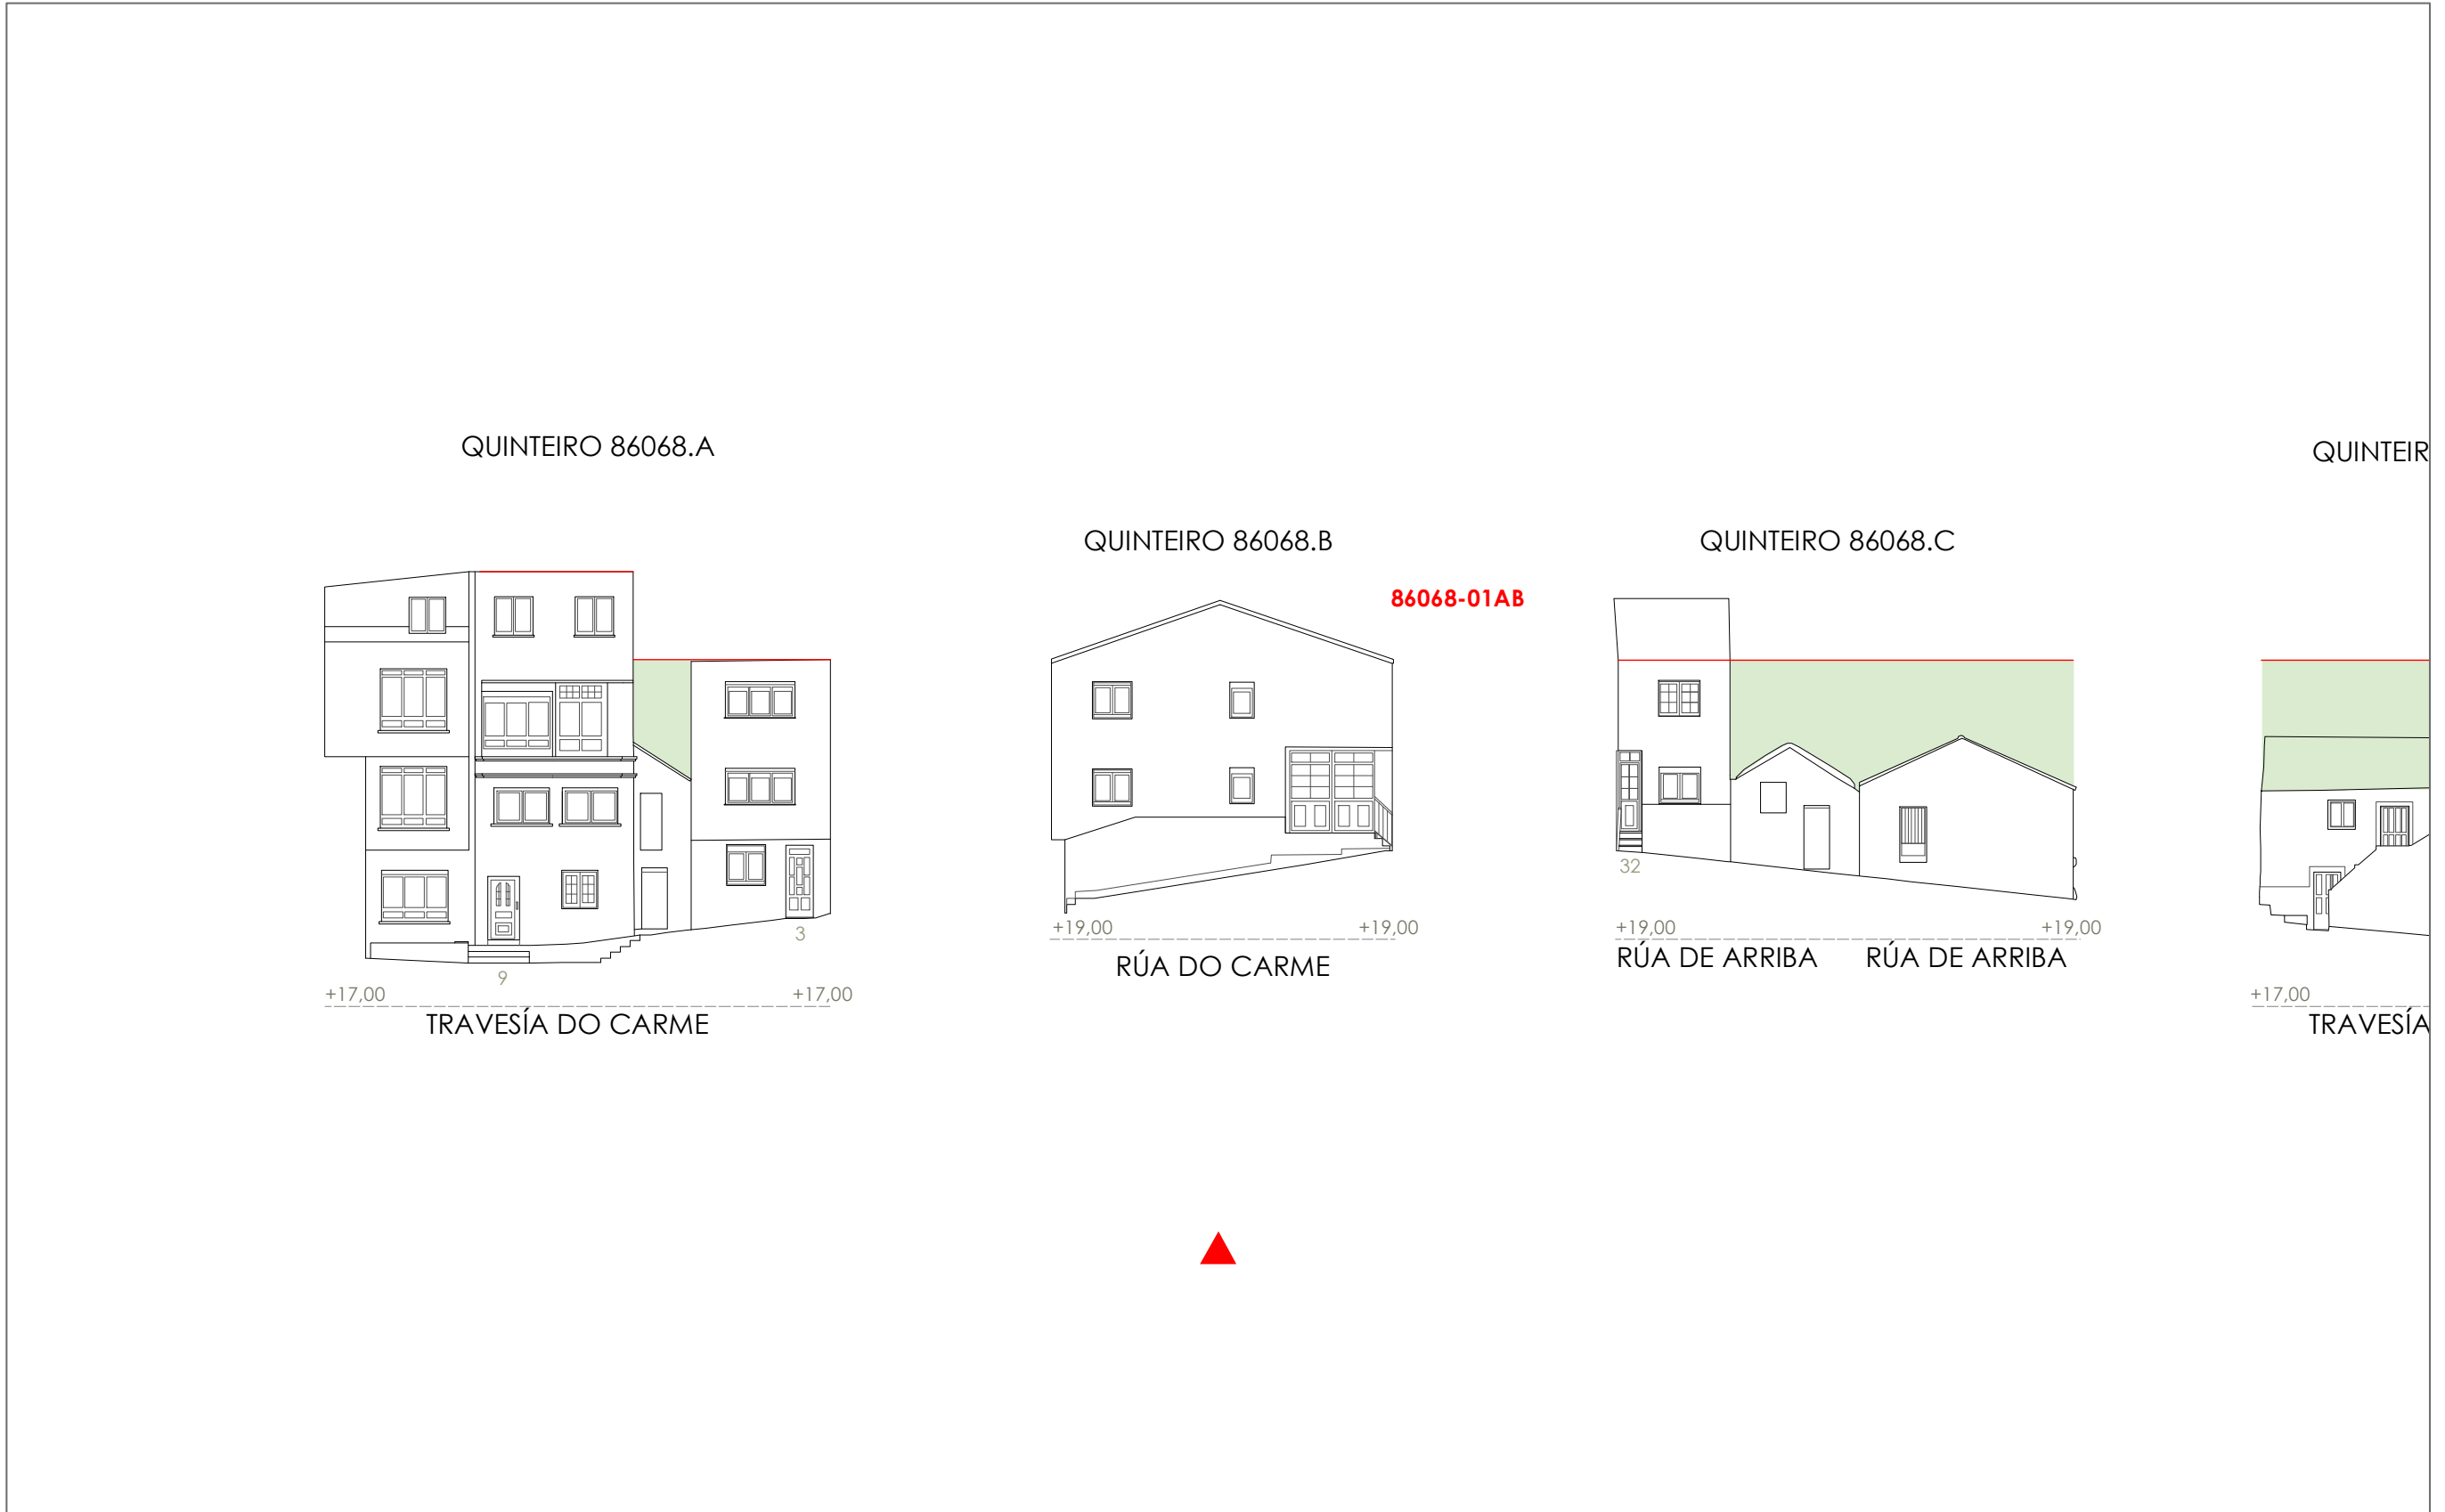 QUINTEIRO 86068.A
QUINTEIR
QUINTEIRO 86068.B
QUINTEIRO 86068.C
86068-01AB
32
3
9
+19,00
+19,00
+19,00
+19,00
RÚA DO CARME
RÚA DE ARRIBA
RÚA DE ARRIBA
+17,00
+17,00
+17,00
TRAVESÍA DO CARME
TRAVESÍA